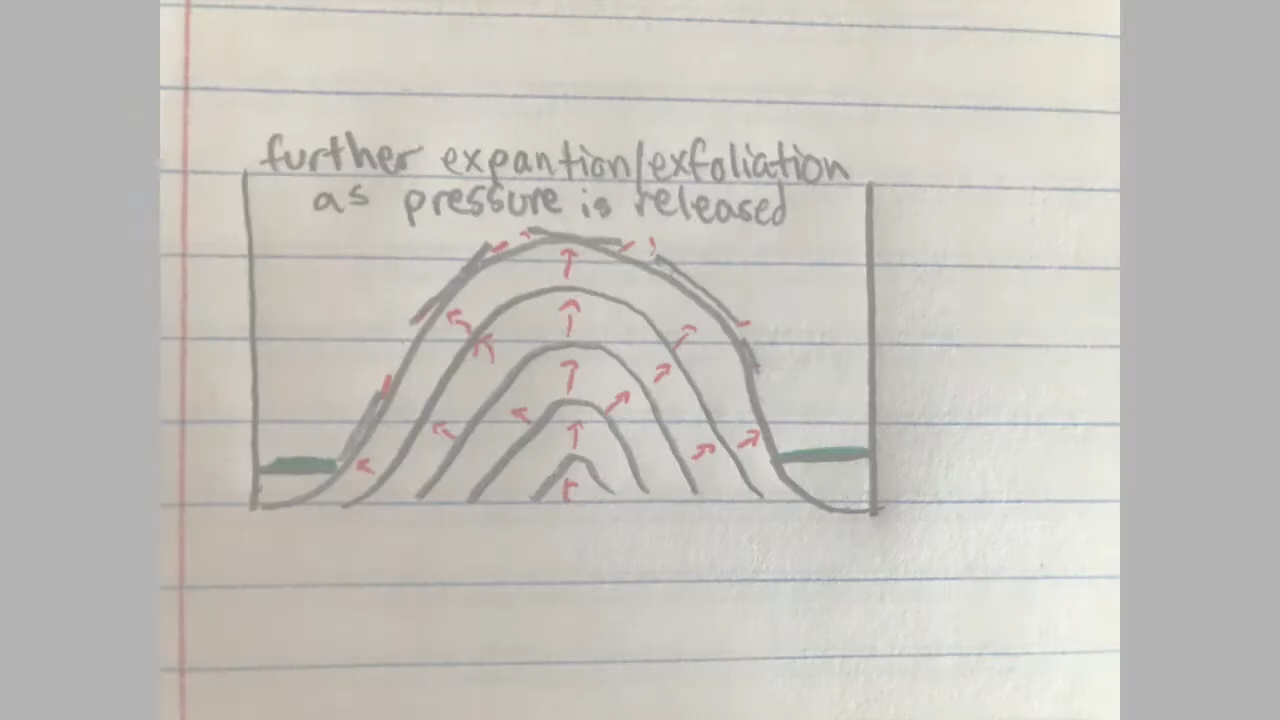 further expantion/exfoliation
as pressure is released